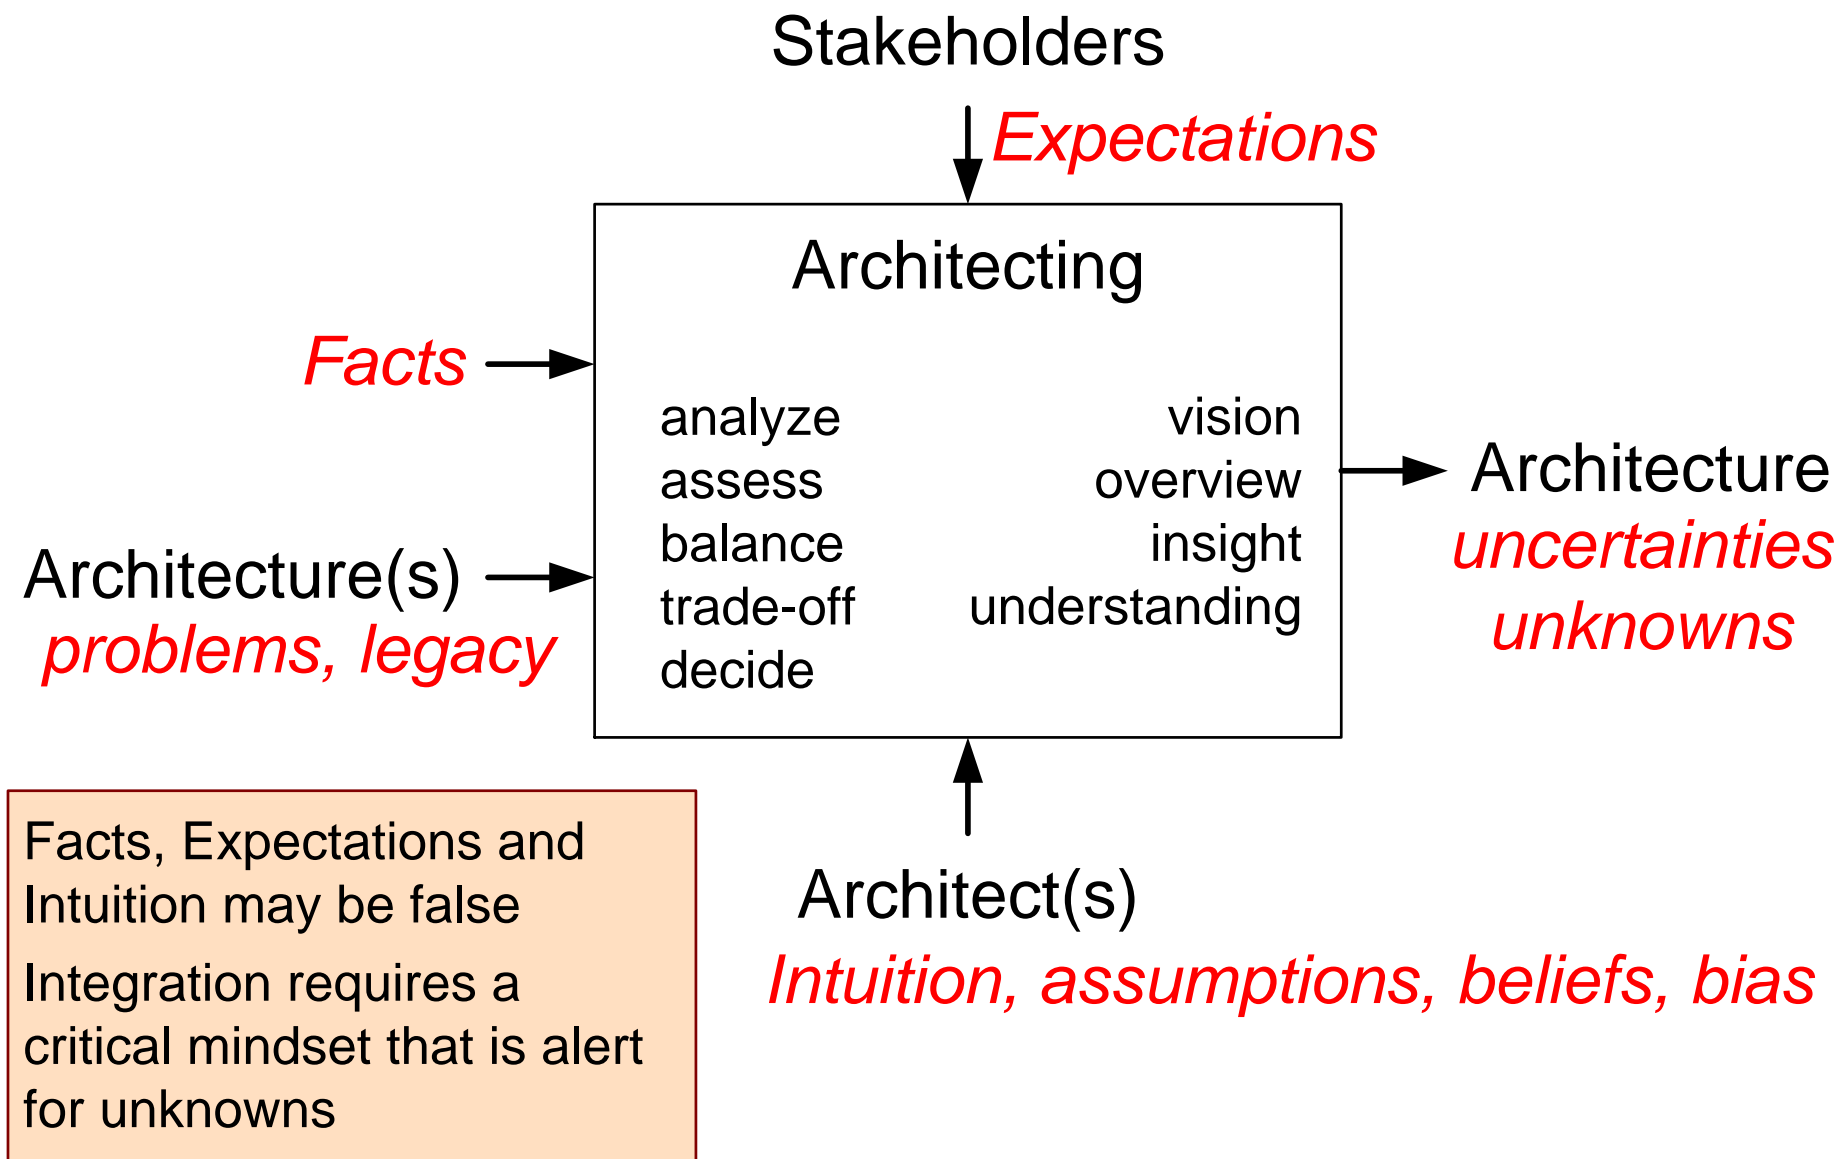 Stakeholders
Expectations
Architecting
Facts
analyze
assess
balance
trade-off
decide
vision
overview
insight
understanding
Architecture(s)
problems, legacy
Architecture
uncertainties
unknowns
Architect(s)
Intuition, assumptions, beliefs, bias
Facts, Expectations and
Intuition may be false
Integration requires a
critical mindset that is alert
for unknowns